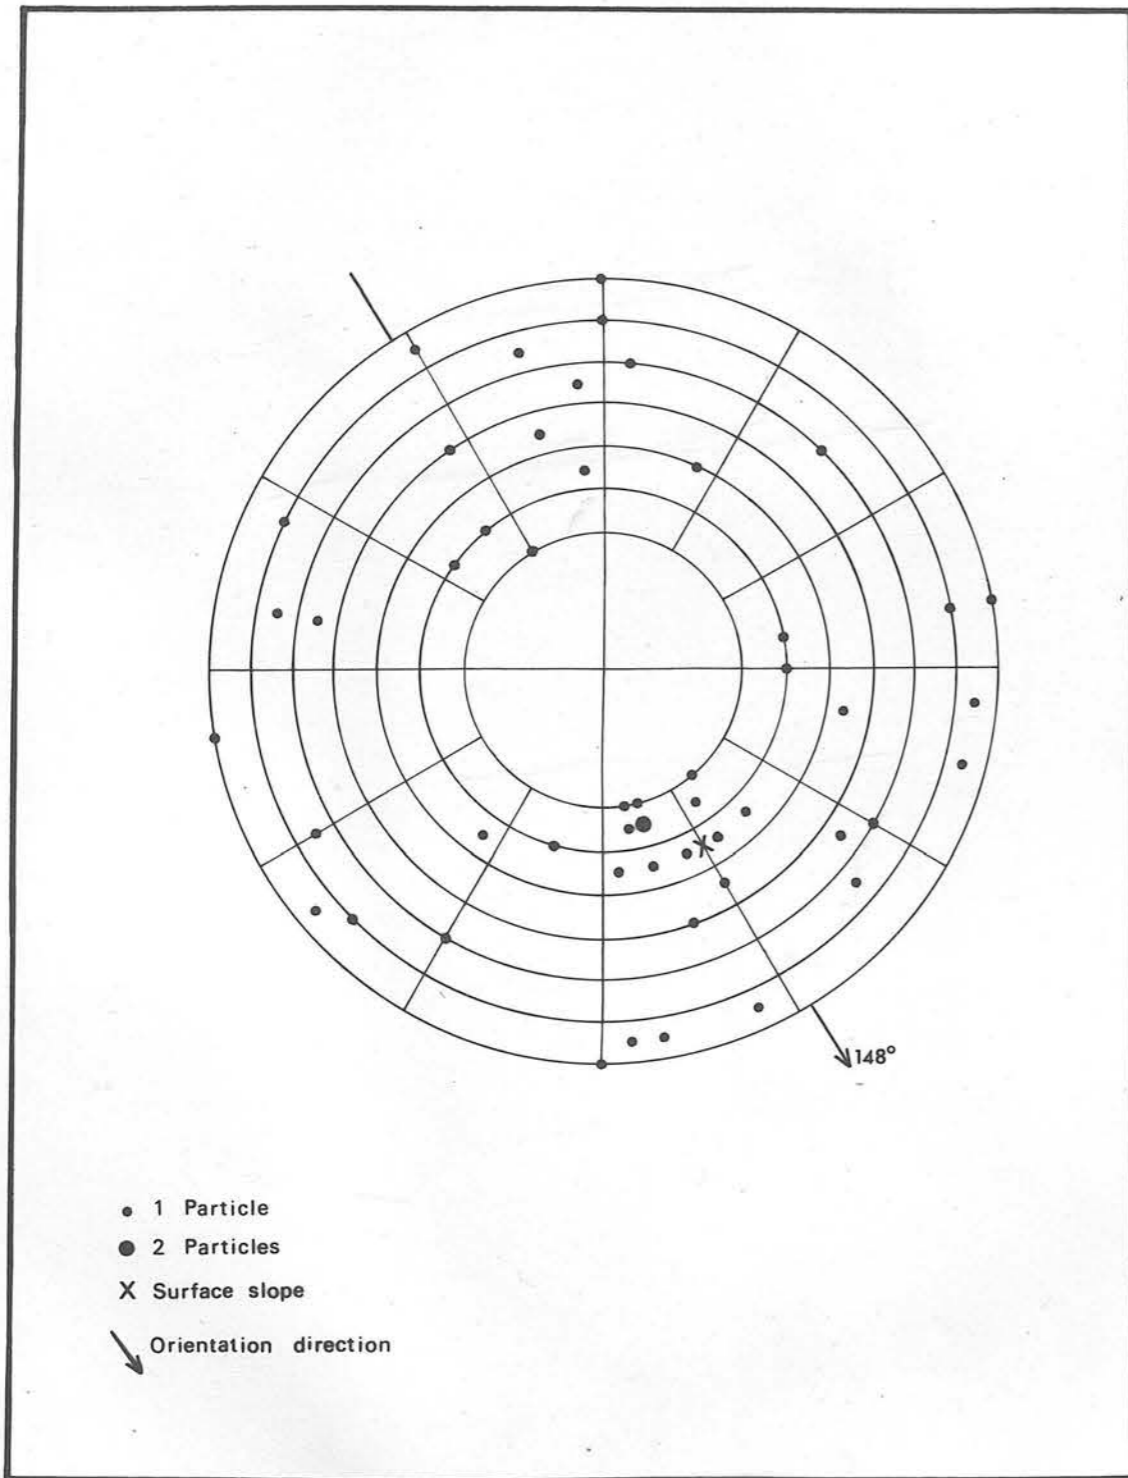 148°
1 Particle
2 Particles
X Surface slope
Orientation direction